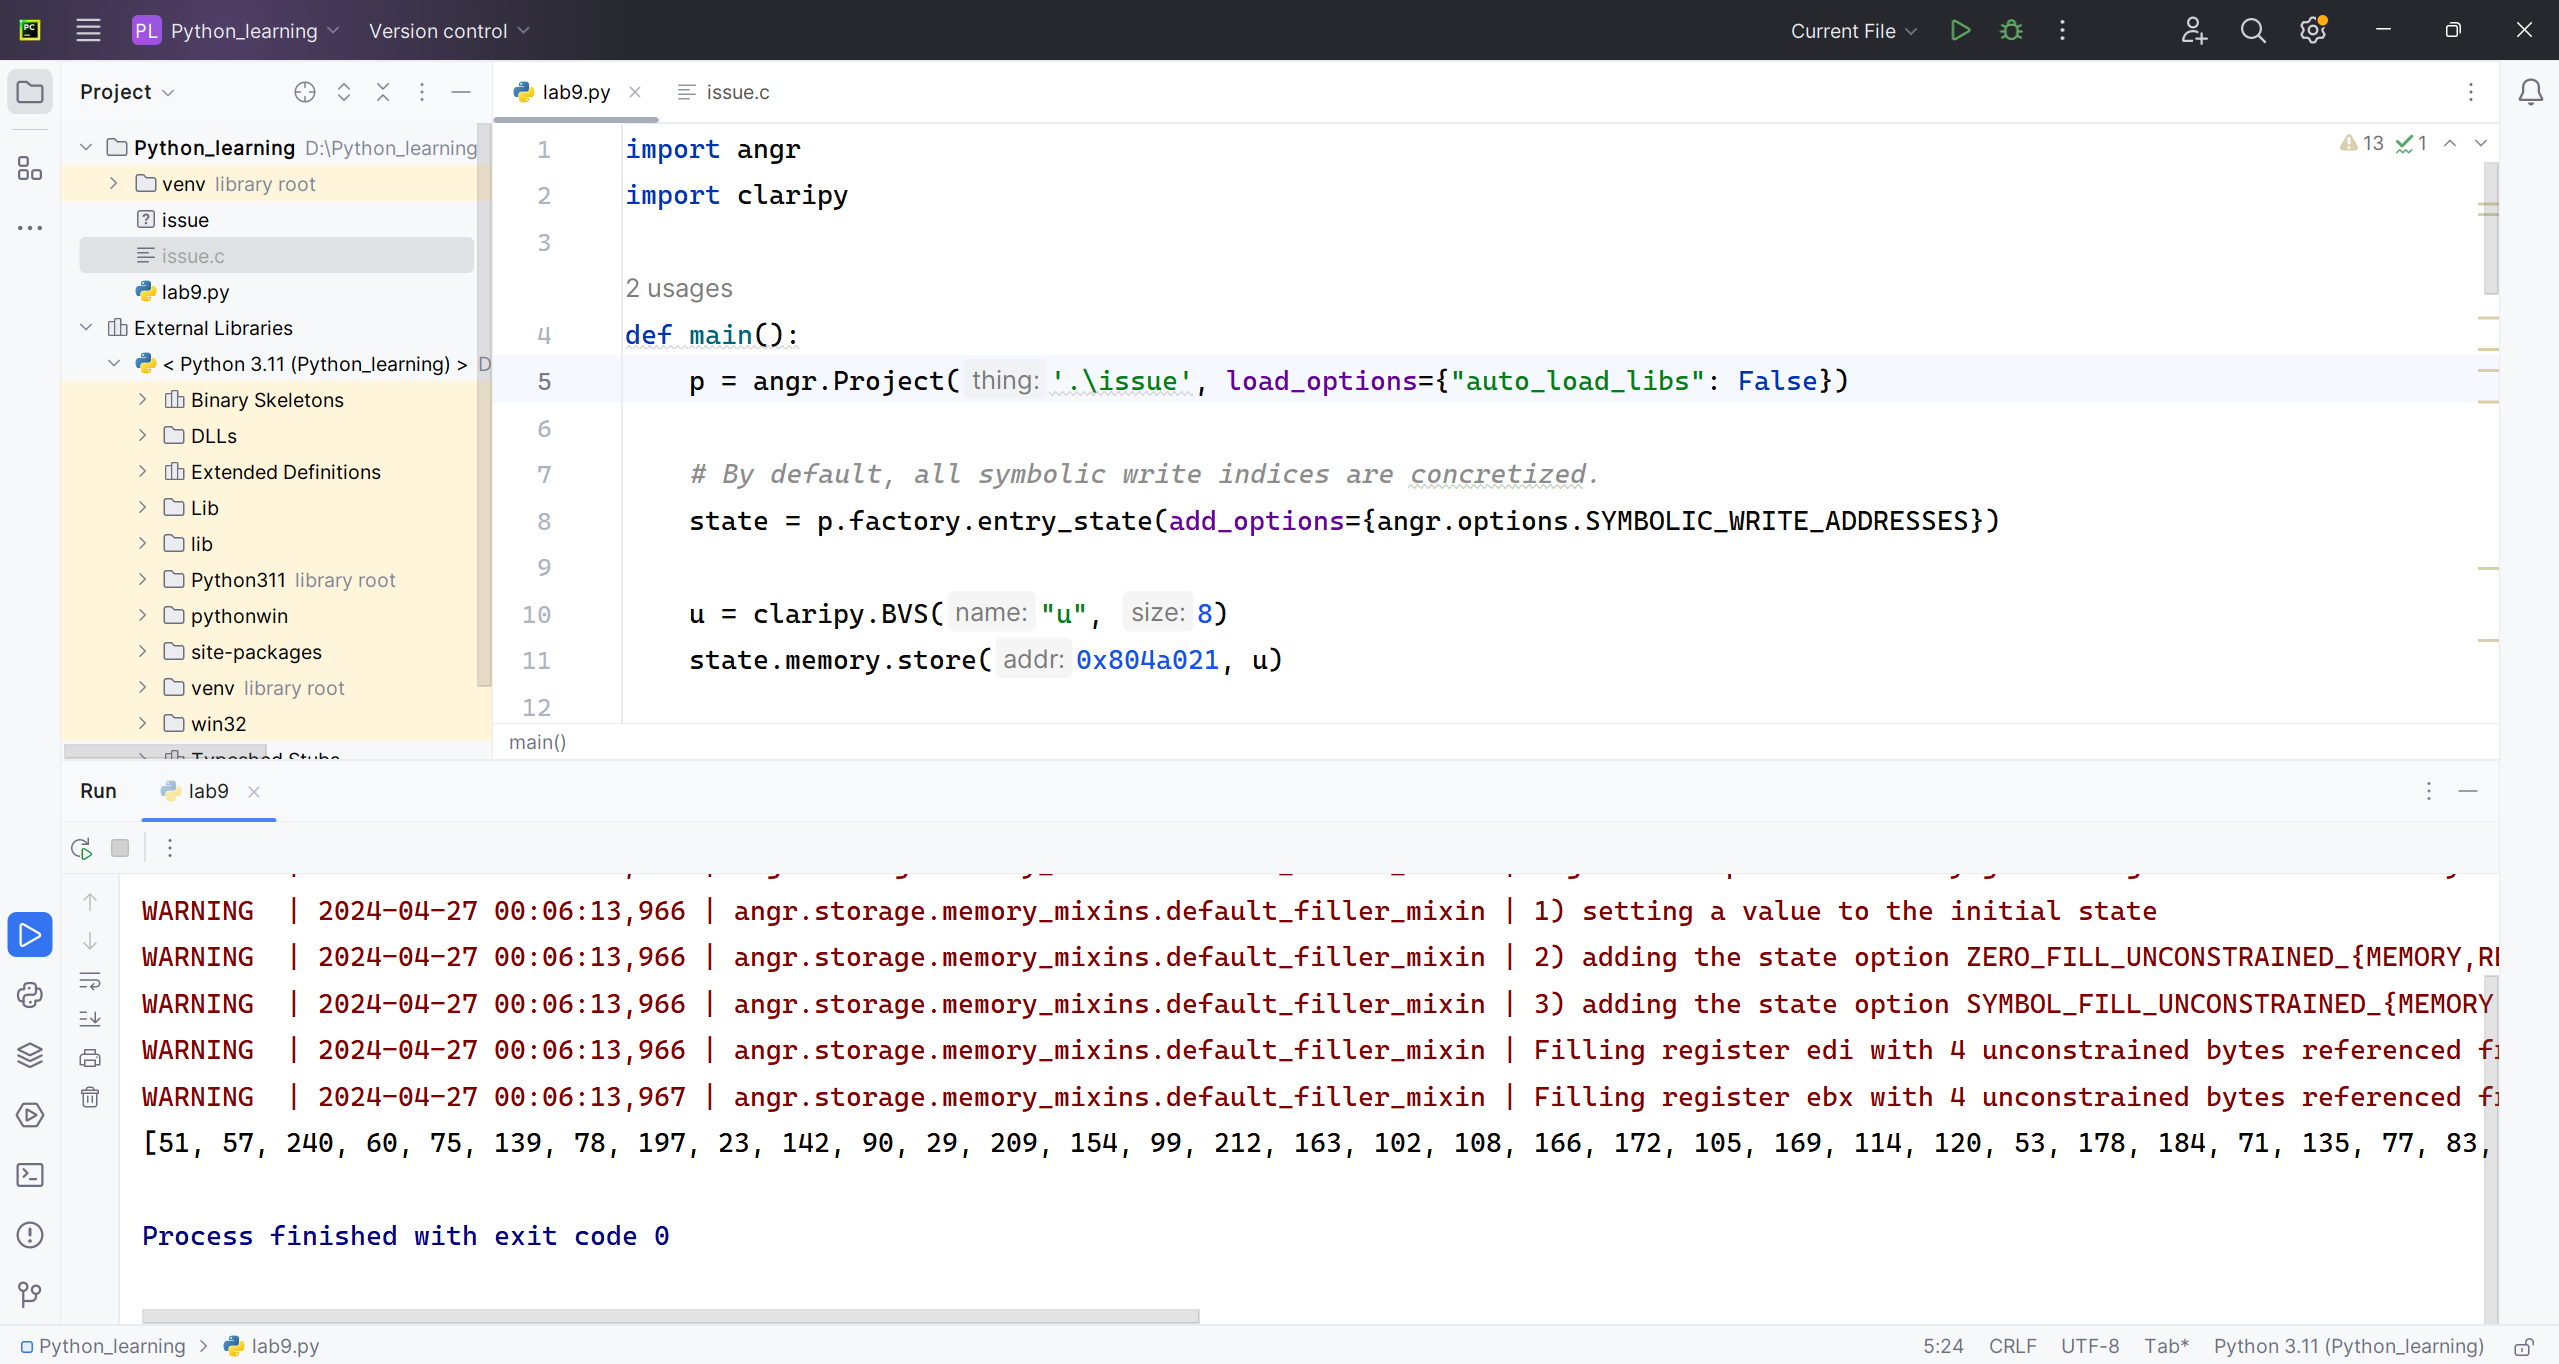 PC
PL Python_learning Version control Current File
Project
Python_learning D:\Python_learning
venv library root
issue
issue.c
lab9.py
External Libraries
< Python 3.11 (Python_learning) > D
Binary Skeletons
DLLs
Extended Definitions
Lib
lib
Python311 library root
pythonwin
site-packages
venv library root
win32
lab9.py issue.c
13 1
1 import angr
2 import claripy
3
2 usages
4 def main():
5 p = angr.Project( thing: '.\issue', load_options={"auto_load_libs": False})
6
7 # By default, all symbolic write indices are concretized.
8 state = p.factory.entry_state(add_options={angr.options.SYMBOLIC_WRITE_ADDRESSES})
9
10 u = claripy.BVS( name: "u", size: 8)
11 state.memory.store( addr: 0x804a021, u)
12
main()
Run lab9
WARNING | 2024-04-27 00:06:13,966 | angr.storage.memory_mixins.default_filler_mixin | 1) setting a value to the initial state
WARNING | 2024-04-27 00:06:13,966 | angr.storage.memory_mixins.default_filler_mixin | 2) adding the state option ZERO_FILL_UNCONSTRAINED_{MEMORY,RE
WARNING | 2024-04-27 00:06:13,966 | angr.storage.memory_mixins.default_filler_mixin | 3) adding the state option SYMBOL_FILL_UNCONSTRAINED_{MEMORY
WARNING | 2024-04-27 00:06:13,966 | angr.storage.memory_mixins.default_filler_mixin | Filling register edi with 4 unconstrained bytes referenced fr
WARNING | 2024-04-27 00:06:13,967 | angr.storage.memory_mixins.default_filler_mixin | Filling register ebx with 4 unconstrained bytes referenced fr
[51, 57, 240, 60, 75, 139, 78, 197, 23, 142, 90, 29, 209, 154, 99, 212, 163, 102, 108, 166, 172, 105, 169, 114, 120, 53, 178, 184, 71, 135, 77, 83,
Process finished with exit code 0
Python_learning > lab9.py 5:24 CRLF UTF-8 Tab* Python 3.11 (Python_learning)